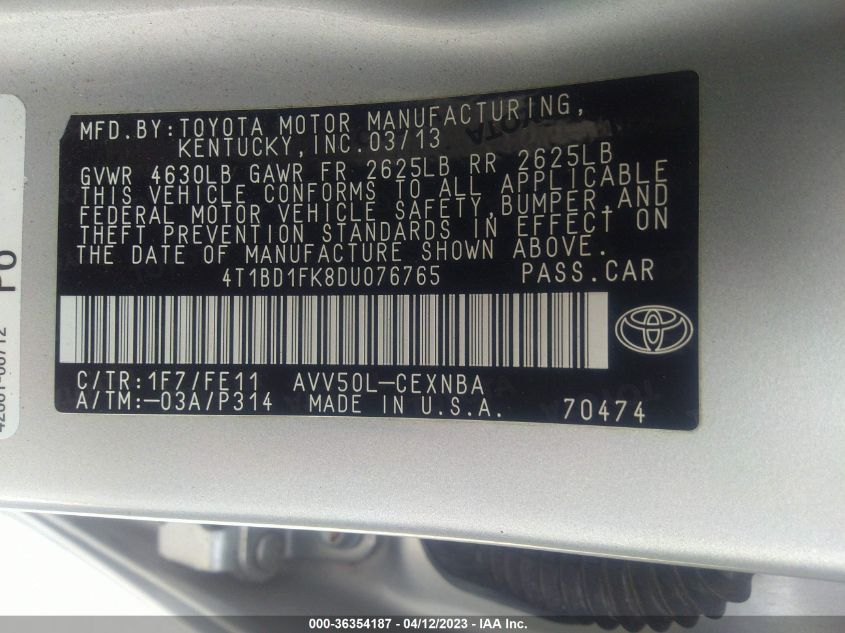 MFD.BY:TOYOTA MOTOR MANUFACTURING,
KENTUCKY,INC.03/13
GVWR 4630LB GAWR FR 2625LB RR 2625LB
THIS VEHICLE CONFORMS TO ALL APPLICABLE
FEDERAL MOTOR VEHICLE SAFETY,BUMPER,AND
THEFT PREVENTION STANDARDS IN EFFECT ON
THE DATE OF MANUFACTURE SHOWN ABOVE.
4T1BD1FK8DU076765 PASS.CAR
C/TR:1F7/FE11 AVV50L-CEXNBA
A/TM:-03A/P314 MADE IN U.S.A. 70474
000-36354187 - 04/12/2023 - IAA Inc.